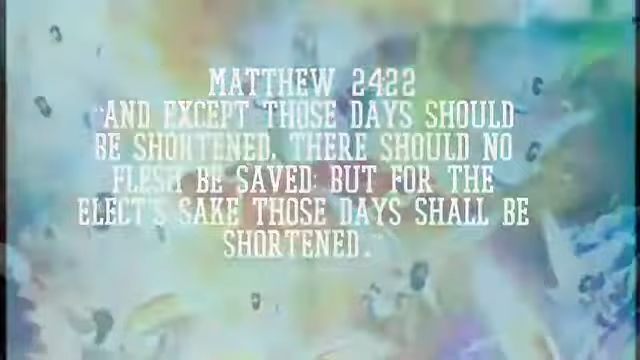 MATTHEW 2422
"AND EXCEPT THOSE DAYS SHOULD
BE SHORTENED, THERE SHOULD NO
FLESH BE SAVED: BUT FOR THE
ELECT'S SAKE THOSE DAYS SHALL BE
SHORTENED."